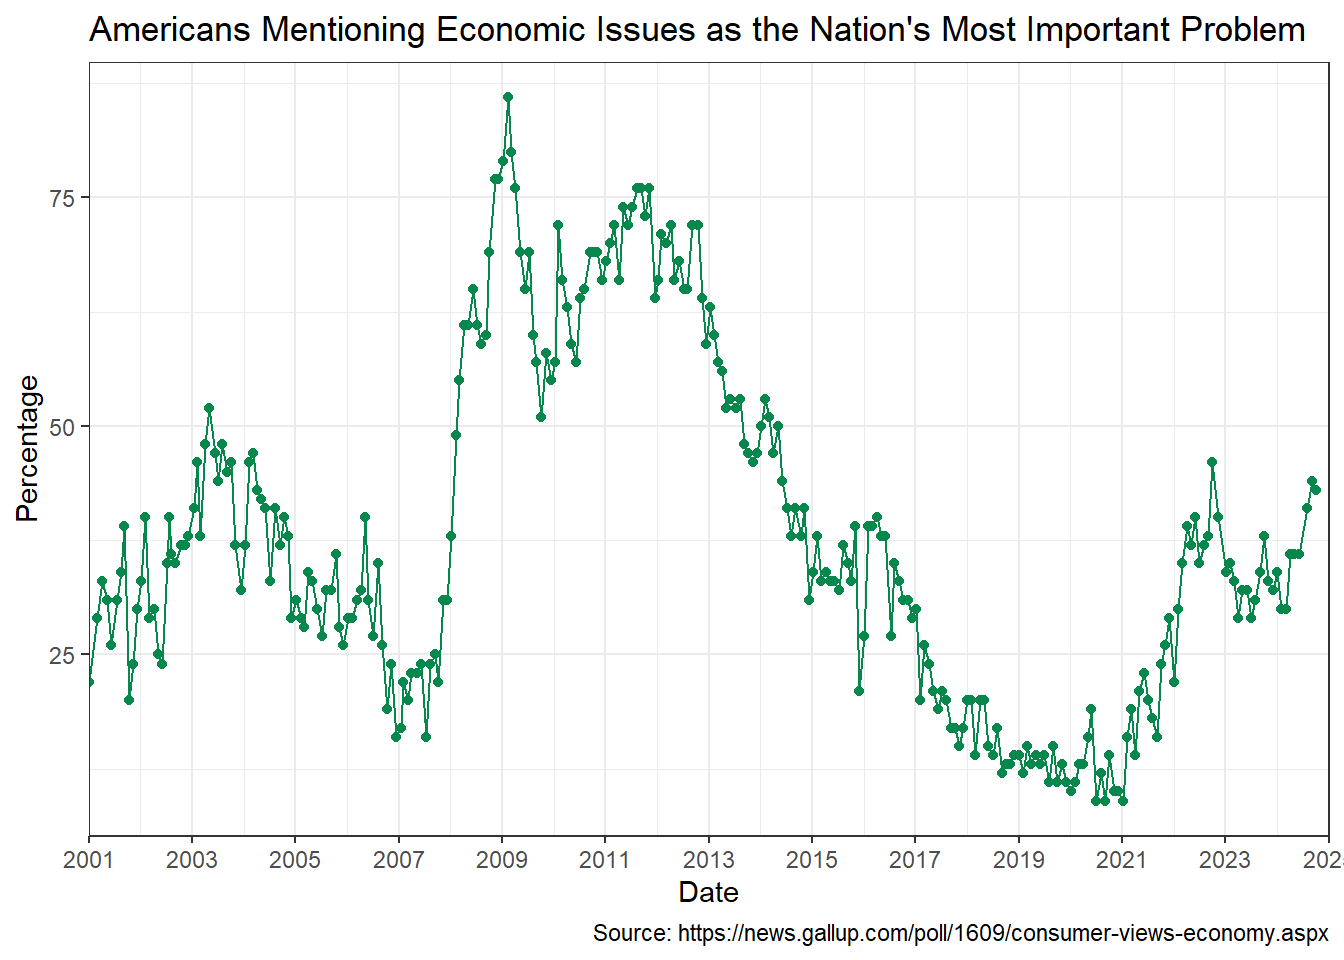 Americans Mentioning Economic Issues as the Nation's Most Important Problem
Percentage
75
50
25
2001 2003 2005 2007 2009 2011 2013 2015 2017 2019 2021 2023
Date
Source: https://news.gallup.com/poll/1609/consumer-views-economy.aspx